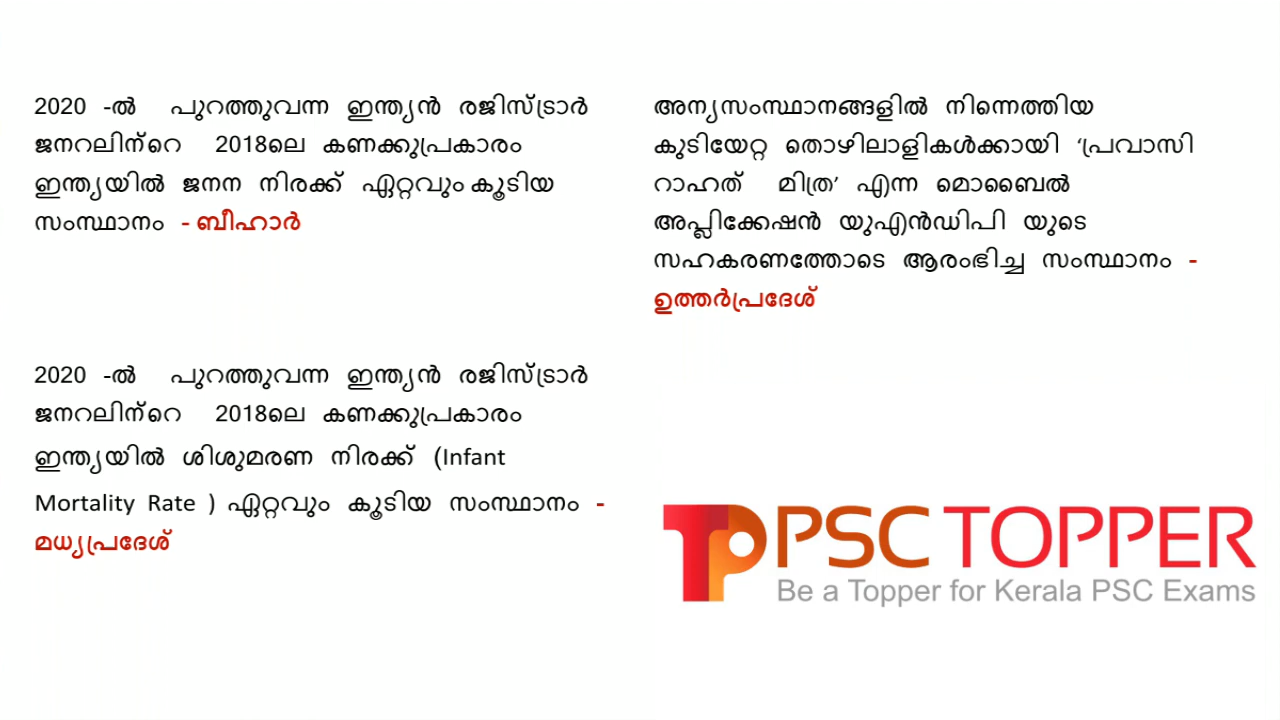 2020 -ൽ പുറത്തുവന്ന ഇന്ത്യൻ രജിസ്ട്രാർ
ജനറലിന്റെ 2018ലെ കണക്കുപ്രകാരം
ഇന്ത്യയിൽ ജനന നിരക്ക് ഏറ്റവും കൂടിയ
സംസ്ഥാനം - ബീഹാർ
2020 -ൽ പുറത്തുവന്ന ഇന്ത്യൻ രജിസ്ട്രാർ
ജനറലിന്റെ 2018ലെ കണക്കുപ്രകാരം
ഇന്ത്യയിൽ ശിശുമരണ നിരക്ക് (Infant
Mortality Rate ) ഏറ്റവും കൂടിയ സംസ്ഥാനം -
മധ്യപ്രദേശ്
അന്യസംസ്ഥാനങ്ങളിൽ നിന്നെത്തിയ
കുടിയേറ്റ തൊഴിലാളികൾക്കായി ‘പ്രവാസി
റാഹത് മിത്ര’ എന്ന മൊബൈൽ
അപ്ലിക്കേഷൻ യുഎൻഡിപി യുടെ
സഹകരണത്തോടെ ആരംഭിച്ച സംസ്ഥാനം -
ഉത്തർപ്രദേശ്
TP PSC TOPPER
Be a Topper for Kerala PSC Exams